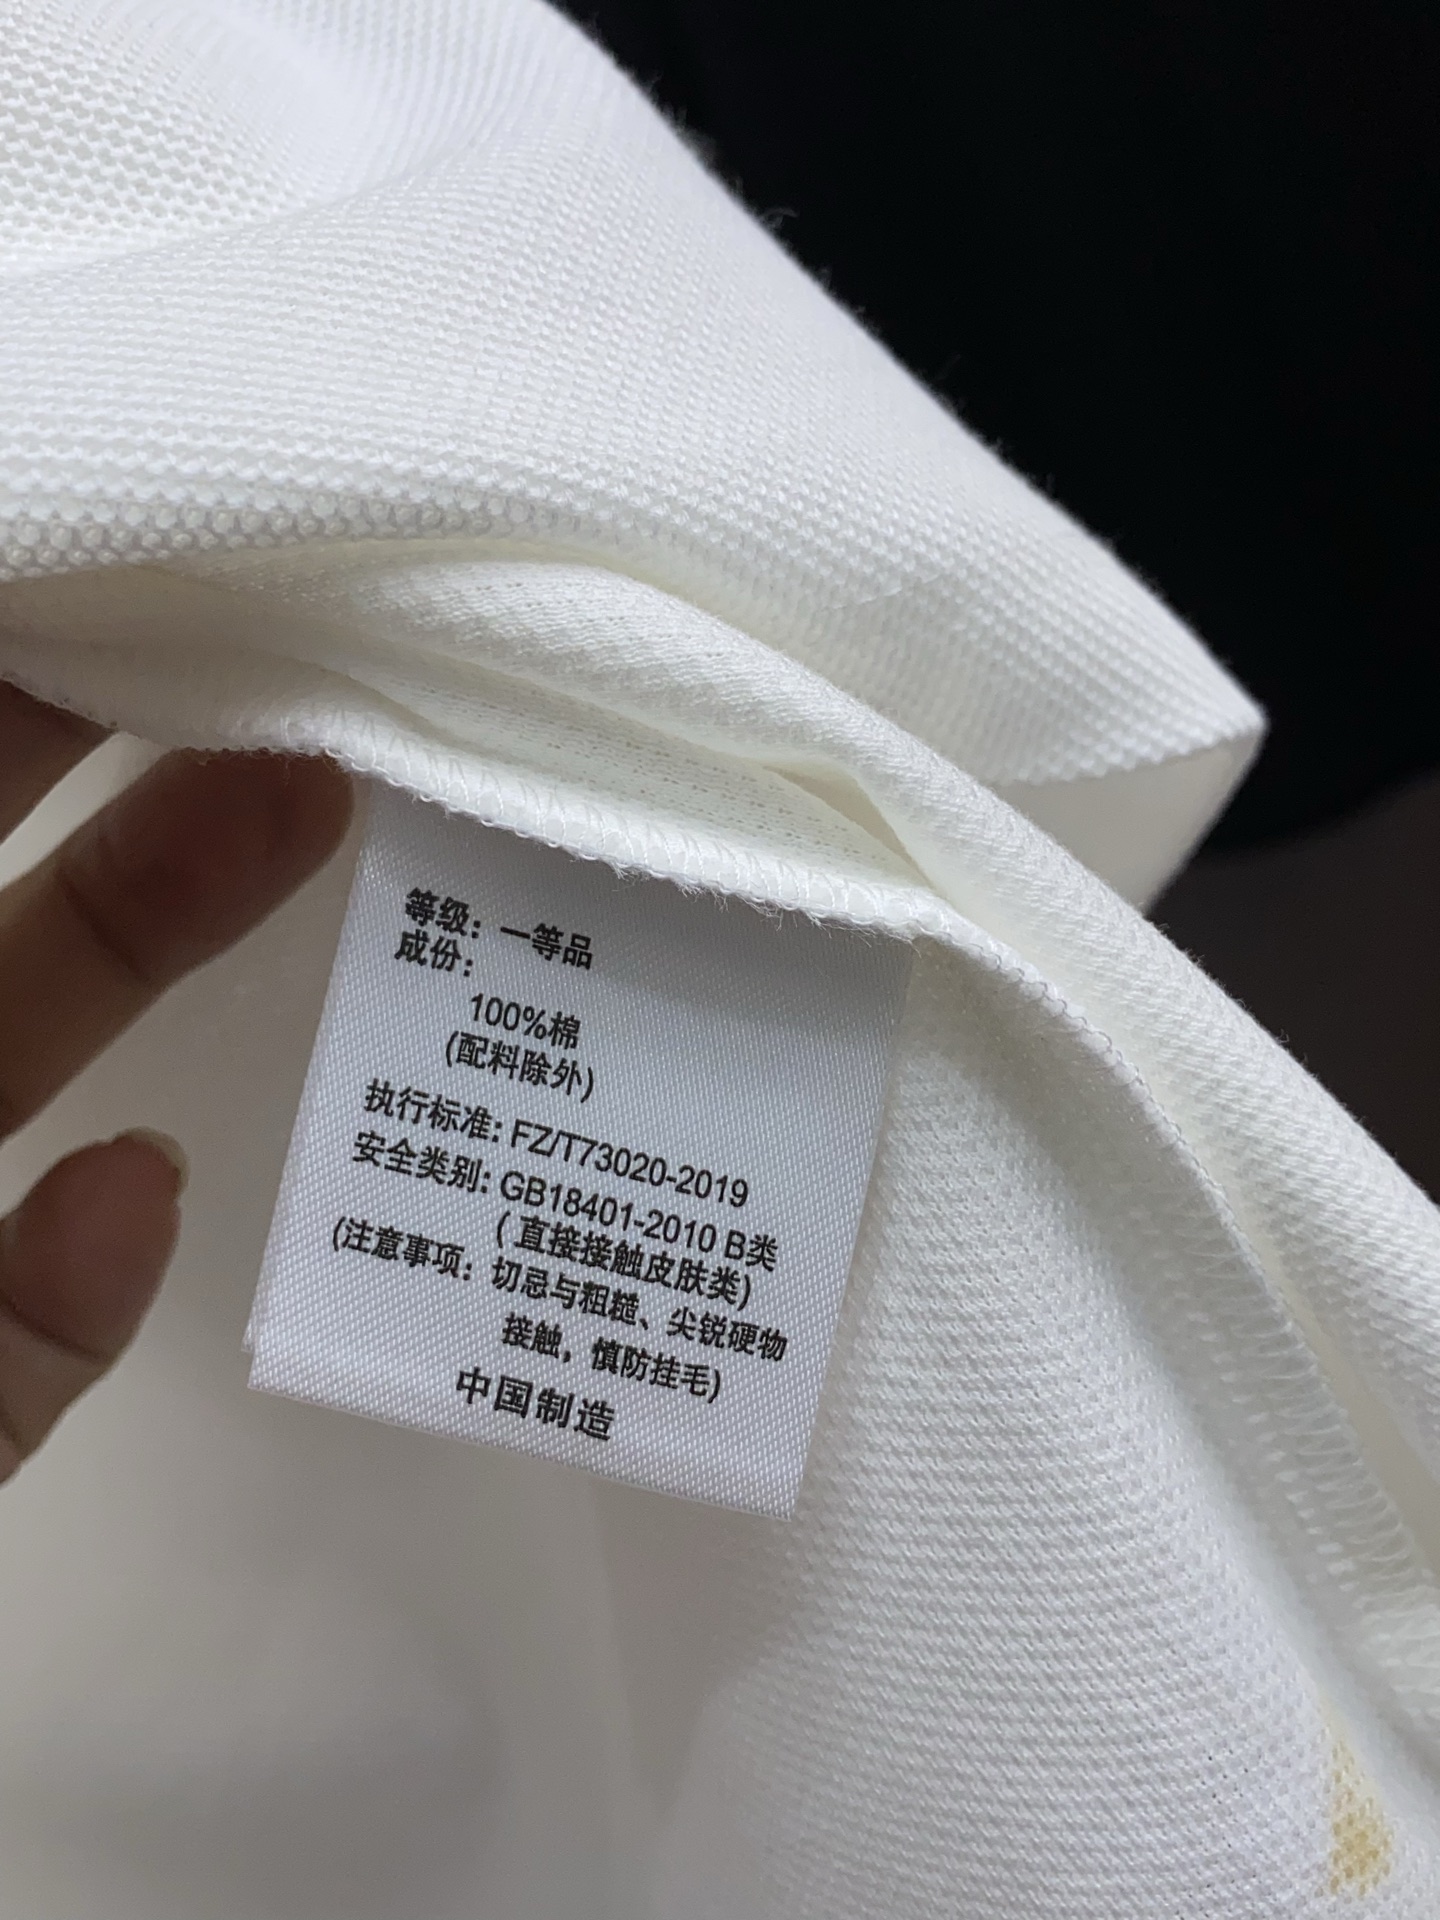 等级：一等品
成份：
100%棉
(配料除外)
执行标准: FZ/T73020-2019
安全类别: GB18401-2010 B类
( 直接接触皮肤类)
(注意事项：切忌与粗糙、尖锐硬物
接触，慎防挂毛)
中国制造